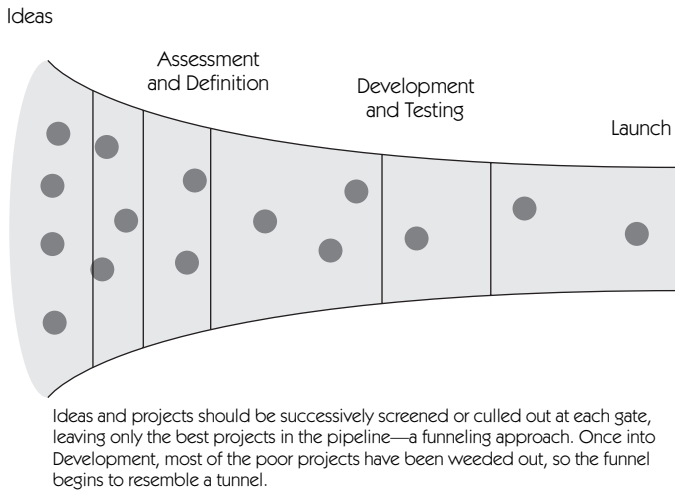 Ideas
Assessment
and Definition
Development
and Testing
Launch
Ideas and projects should be successively screened or culled out at each gate,
leaving only the best projects in the pipeline—a funneling approach. Once into
Development, most of the poor projects have been weeded out, so the funnel
begins to resemble a tunnel.